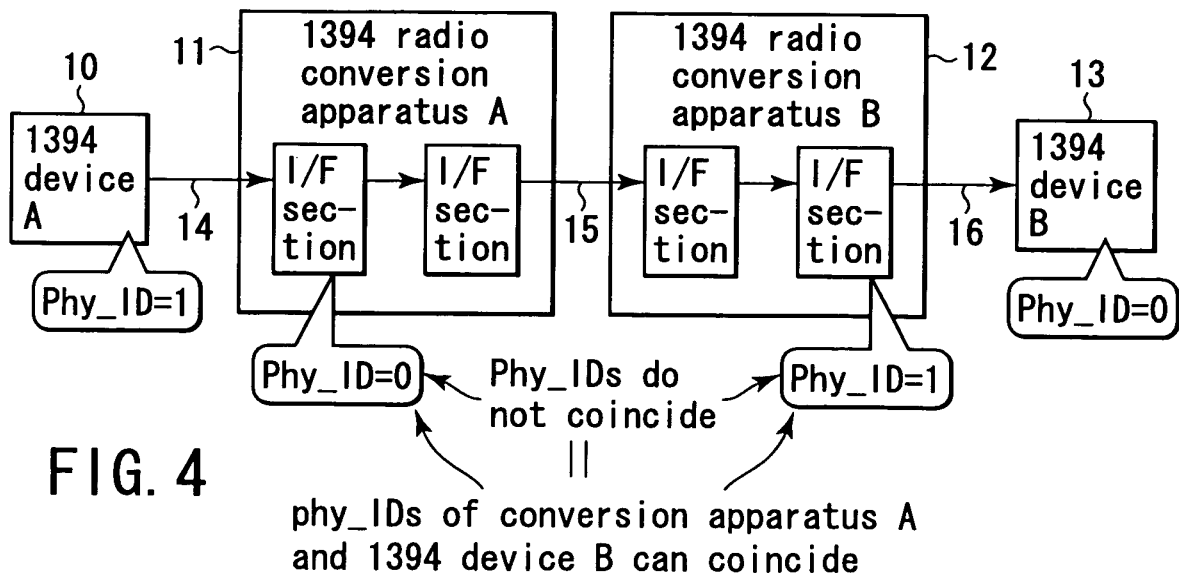 10
1394
device
A
14
Phy_ID=1
11
1394 radio
conversion
apparatus A
I/F
sec-
tion
I/F
sec-
tion
Phy_ID=0
15
1394 radio
conversion
apparatus B
12
I/F
sec-
tion
I/F
sec-
tion
Phy_ID=1
16
13
1394
device
B
Phy_ID=0
Phy_IDs do
not coincide
||
phy_IDs of conversion apparatus A
and 1394 device B can coincide
FIG. 4